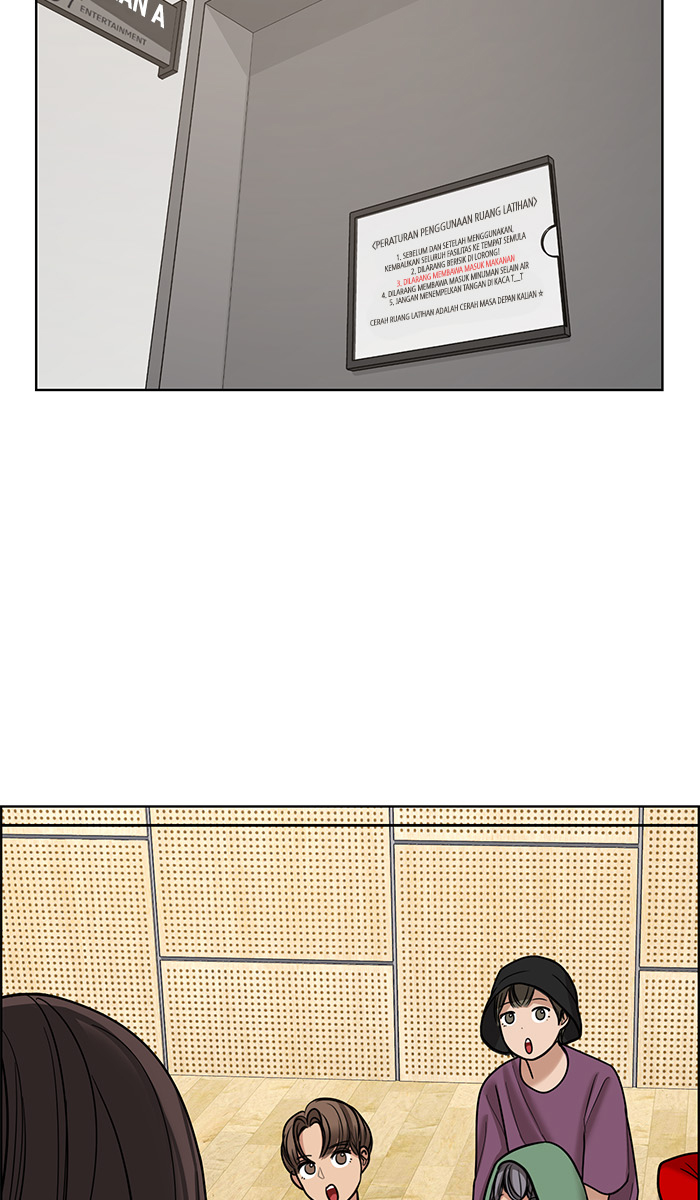 AN A
ENTERTAINMENT
<PERATURAN PENGGUNAAN RUANG LATIHAN>
1. SEBELUM DAN SETELAH MENGGUNAKAN,
KEMBALIKAN SELURUH FASILITAS KE TEMPAT SEMULA
2. DILARANG BERISIK DI LORONG!
3. DILARANG MEMBAWA MASUK MAKANAN
4. DILARANG MEMBAWA MASUK MINUMAN SELAIN AIR
5, JANGAN MENEMPELKAN TANGAN DI KACA T__T
CERAH RUANG LATIHAN ADALAH CERAH MASA DEPAN KALIAN ☆